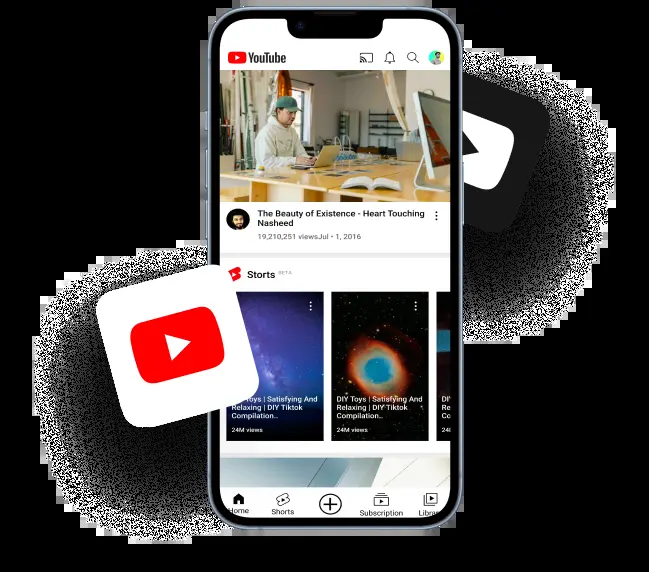 YouTube
The Beauty of Existence - Heart Touching
Nasheed
19,210,251 viewsJul • 1, 2016
Storts BETA
Toys | Satisfying And
Relaxing | DIY Tiktok
Compilation..
24M views
DIY Toys | Satisfying And
Relaxing | DIY Tiktok
Compilation..
24M views
DI
Re
Co
24
Home
Shorts
Subscription
Libra